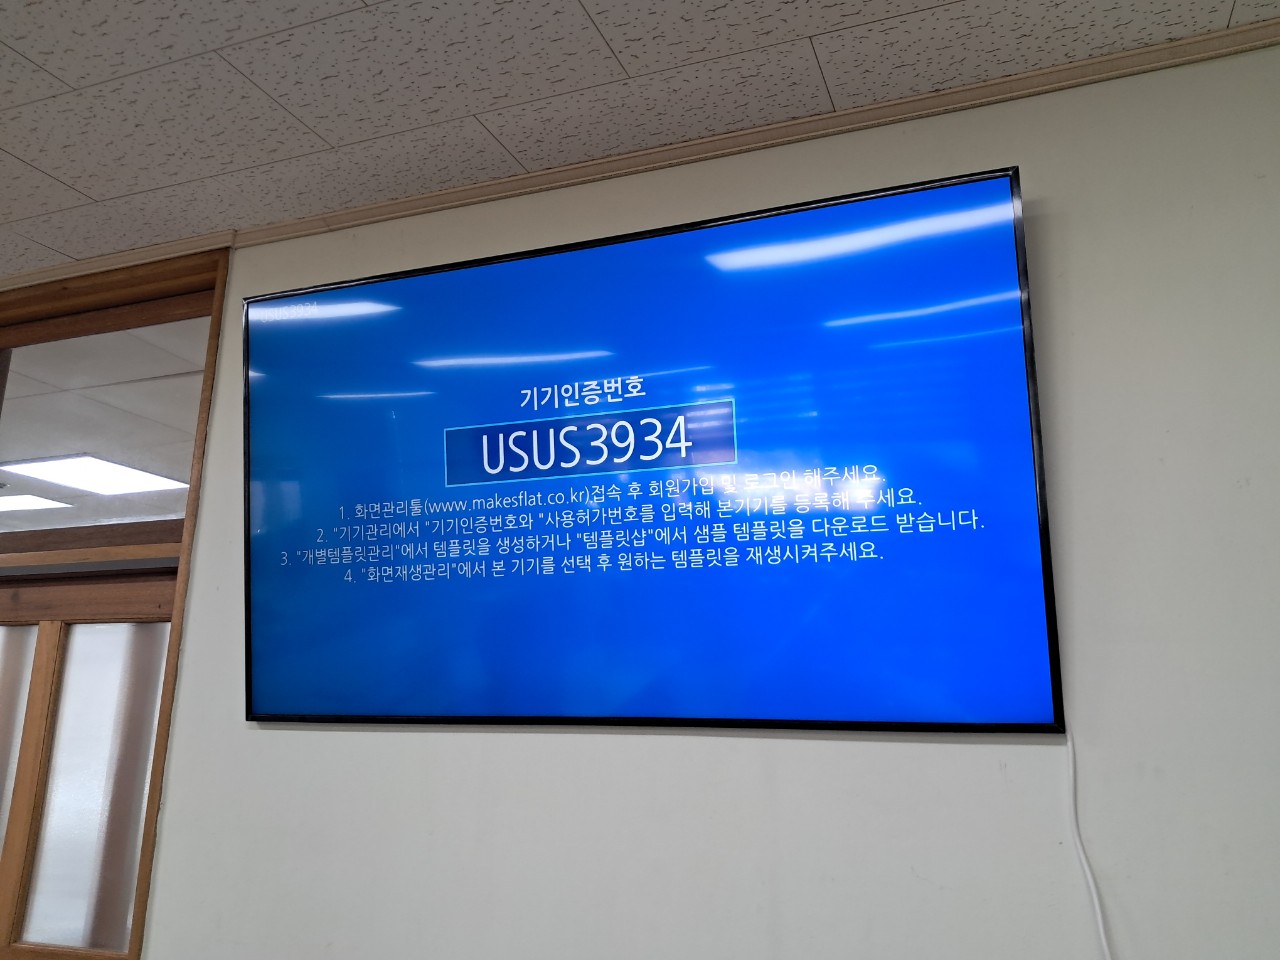 USUS3934
기기인증번호
USUS3934
1. 화면관리툴(www.makesflat.co.kr)접속 후 회원가입 및 로그인 해주세요.
2. "기기관리에서 "기기인증번호와 "사용허가번호를 입력해 본기기를 등록해 주세요.
3. "개별템플릿관리"에서 템플릿을 생성하거나 "템플릿샵"에서 샘플 템플릿을 다운로드 받습니다.
4. "화면재생관리"에서 본 기기를 선택 후 원하는 템플릿을 재생시켜주세요.